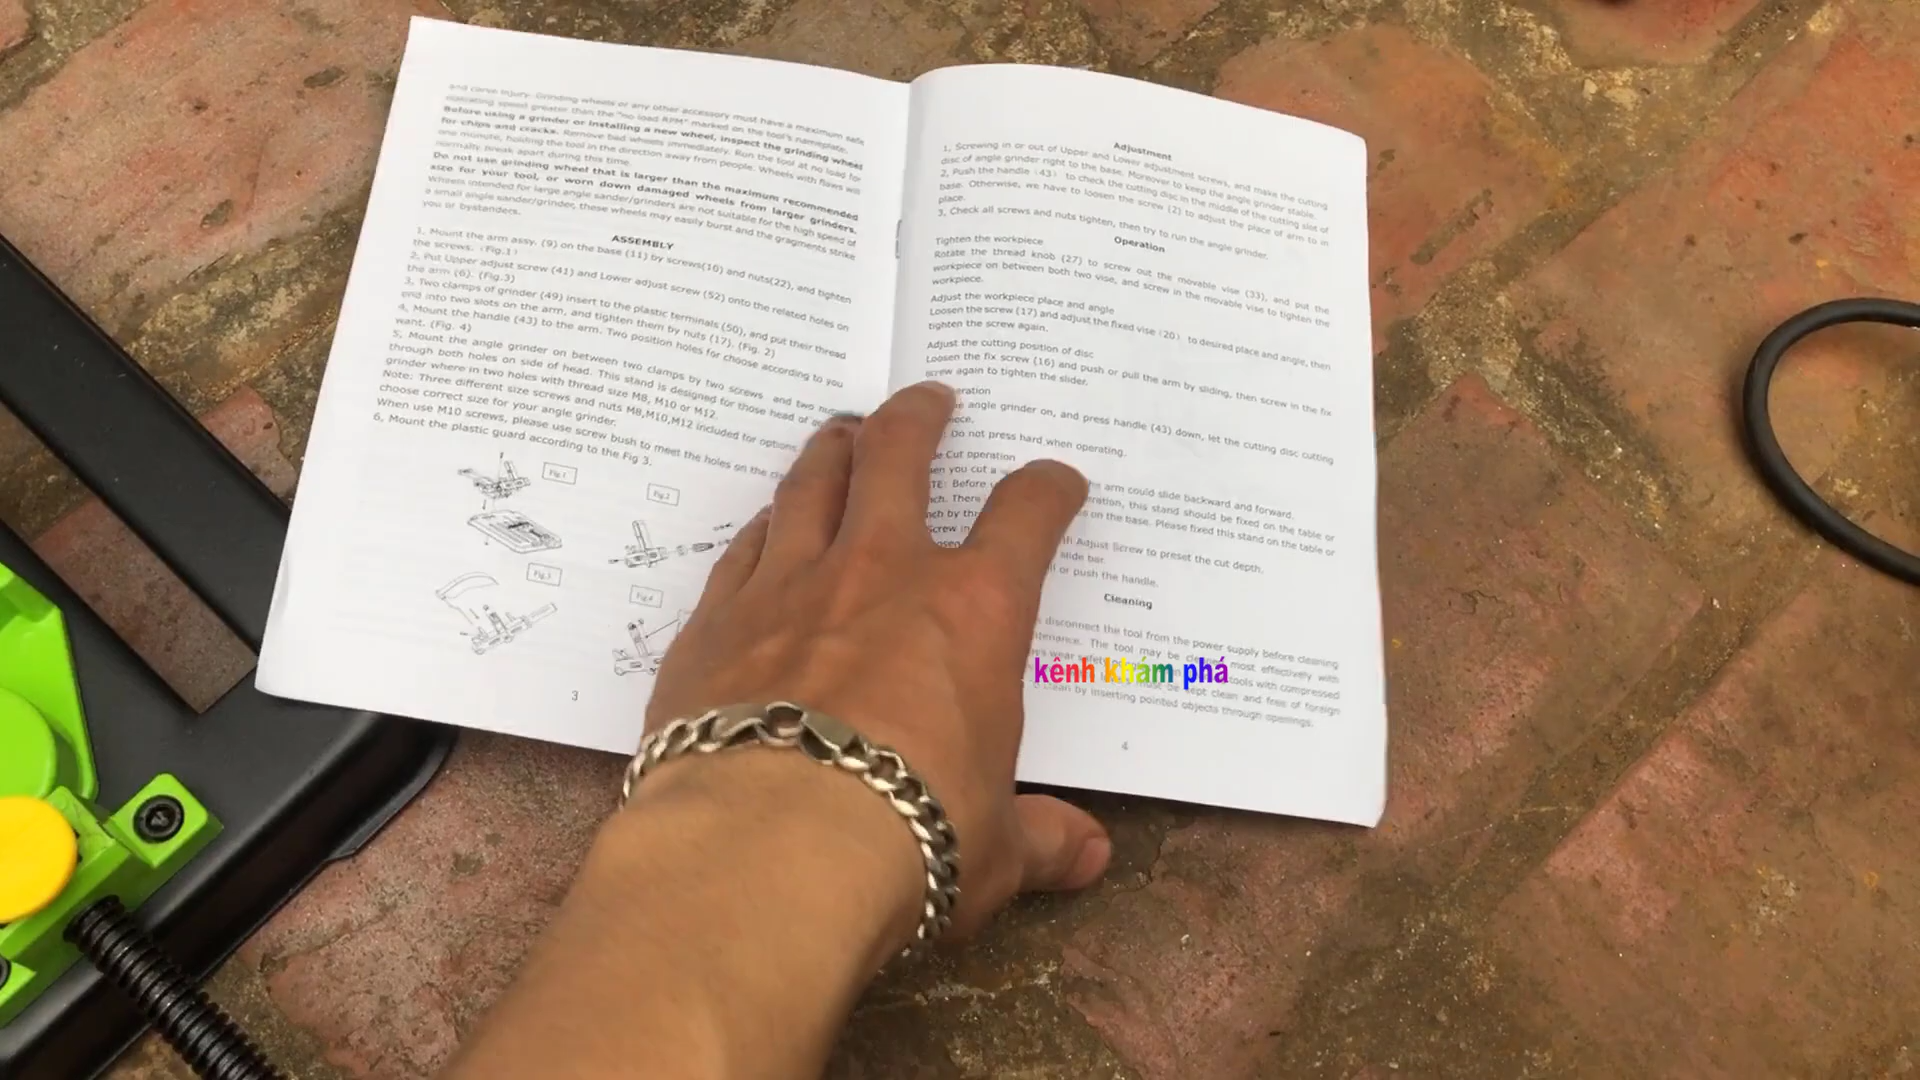 and carve injury. Grinding wheels or any other accessory must have a maximum safe
operating speed greater than the "no load RPM" marked on the tool's nameplate.
Before using a grinder or installing a new wheel, inspect the grinding wheel
for chips and cracks. Remove bad wheels immediately. Run the tool at no load for
one munute, holding the tool in the direction away from people. Wheels with flaws will
normally break apart during this time.
Do not use grinding wheel that is larger than the maximum recommended
size for your tool, or worn down damaged wheels from larger grinders.
Wheels intended for large angle sander/grinders are not suitable for the high speed of
a small angle sander/grinder, these wheels may easily burst and the gragments strike
you or bystanders.
ASSEMBLY
1, Mount the arm assy. (9) on the base (11) by screws(10) and nuts(22), and tighten
the screws. (Fig.1)
2, Put Upper adjust screw (41) and Lower adjust screw (52) onto the related holes on
the arm (6). (Fig.3)
3, Two clamps of grinder (49) insert to the plastic terminals (50), and put their thread
end into two slots on the arm, and tighten them by nuts (17). (Fig. 2)
4, Mount the handle (43) to the arm. Two position holes for choose according to you
want. (Fig. 4)
5, Mount the angle grinder on between two clamps by two screws and two
through both holes on side of head. This stand is designed for those head of
grinder where in two holes with thread size M8, M10 or M12.
Note: Three different size screws and nuts M8,M10,M12 included for options,
choose correct size for your angle grinder.
When use M10 screws, please use screw bush to meet the holes on the
6, Mount the plastic guard according to the Fig 3.
Fig.1
Fig.2
Fig.3
Fig.4
3
Adjustment
1, Screwing in or out of Upper and Lower adjustment screws, and make the cutting
disc of angle grinder right to the base. Moreover to keep the angle grinder stable.
2, Push the handle (43) to check the cutting disc in the middle of the cutting slot of
base. Otherwise, we have to loosen the screw (2) to adjust the place of arm to in
place.
3, Check all screws and nuts tighten, then try to run the angle grinder.
Operation
Tighten the workpiece
Rotate the thread knob (27) to screw out the movable vise (33), and put the
workpiece on between both two vise, and screw in the movable vise to tighten the
workpiece.
Adjust the workpiece place and angle
Loosen the screw (17) and adjust the fixed vise (20) to desired place and angle, then
tighten the screw again.
Adjust the cutting position of disc
Loosen the fix screw (16) and push or pull the arm by sliding, then screw in the fix
screw again to tighten the slider.
angle grinder on, and press handle (43) down, let the cutting disc cutting
Do not press hard when operating.
Cut operation
you cut a arm could slide backward and forward.
Before this stand should be fixed on the table or
There on the base. Please fixed this stand on the table or
Screw in Adjust Screw to preset the cut depth.
slide bar.
or push the handle.
Cleaning
disconnect the tool from the power supply before cleaning
The tool may be most effectively with
tools with compressed
kept clean and free of foreign
clean by inserting pointed objects through openings.
kênh khám phá
4